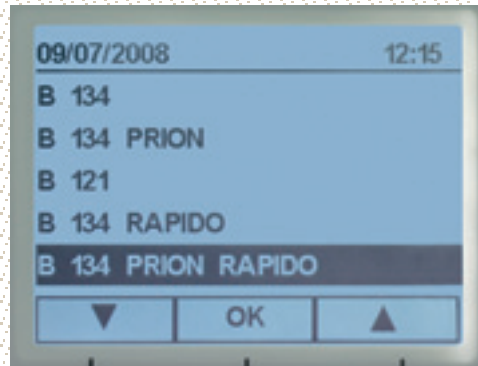 09/07/2008 12:15
B 134
B 134 PRION
B 121
B 134 RAPIDO
B 134 PRION RAPIDO
▼ OK ▲